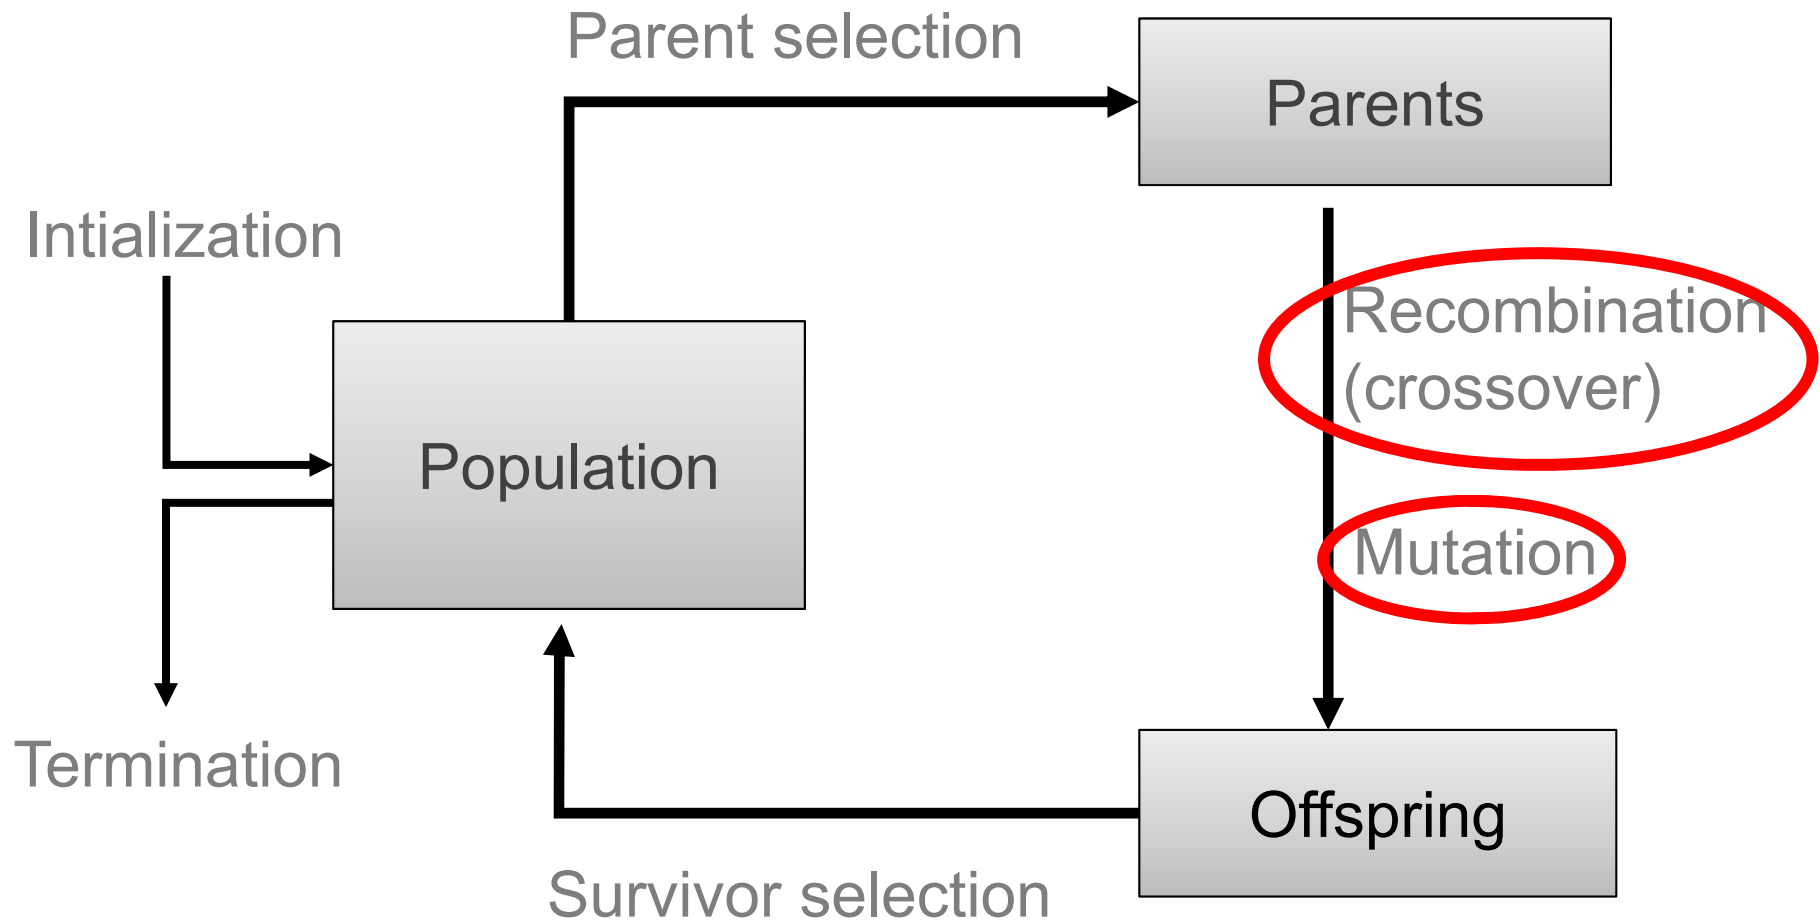 Parent selection
Parents
Intialization
Recombination
(crossover)
Population
Mutation
Termination
Offspring
Survivor selection